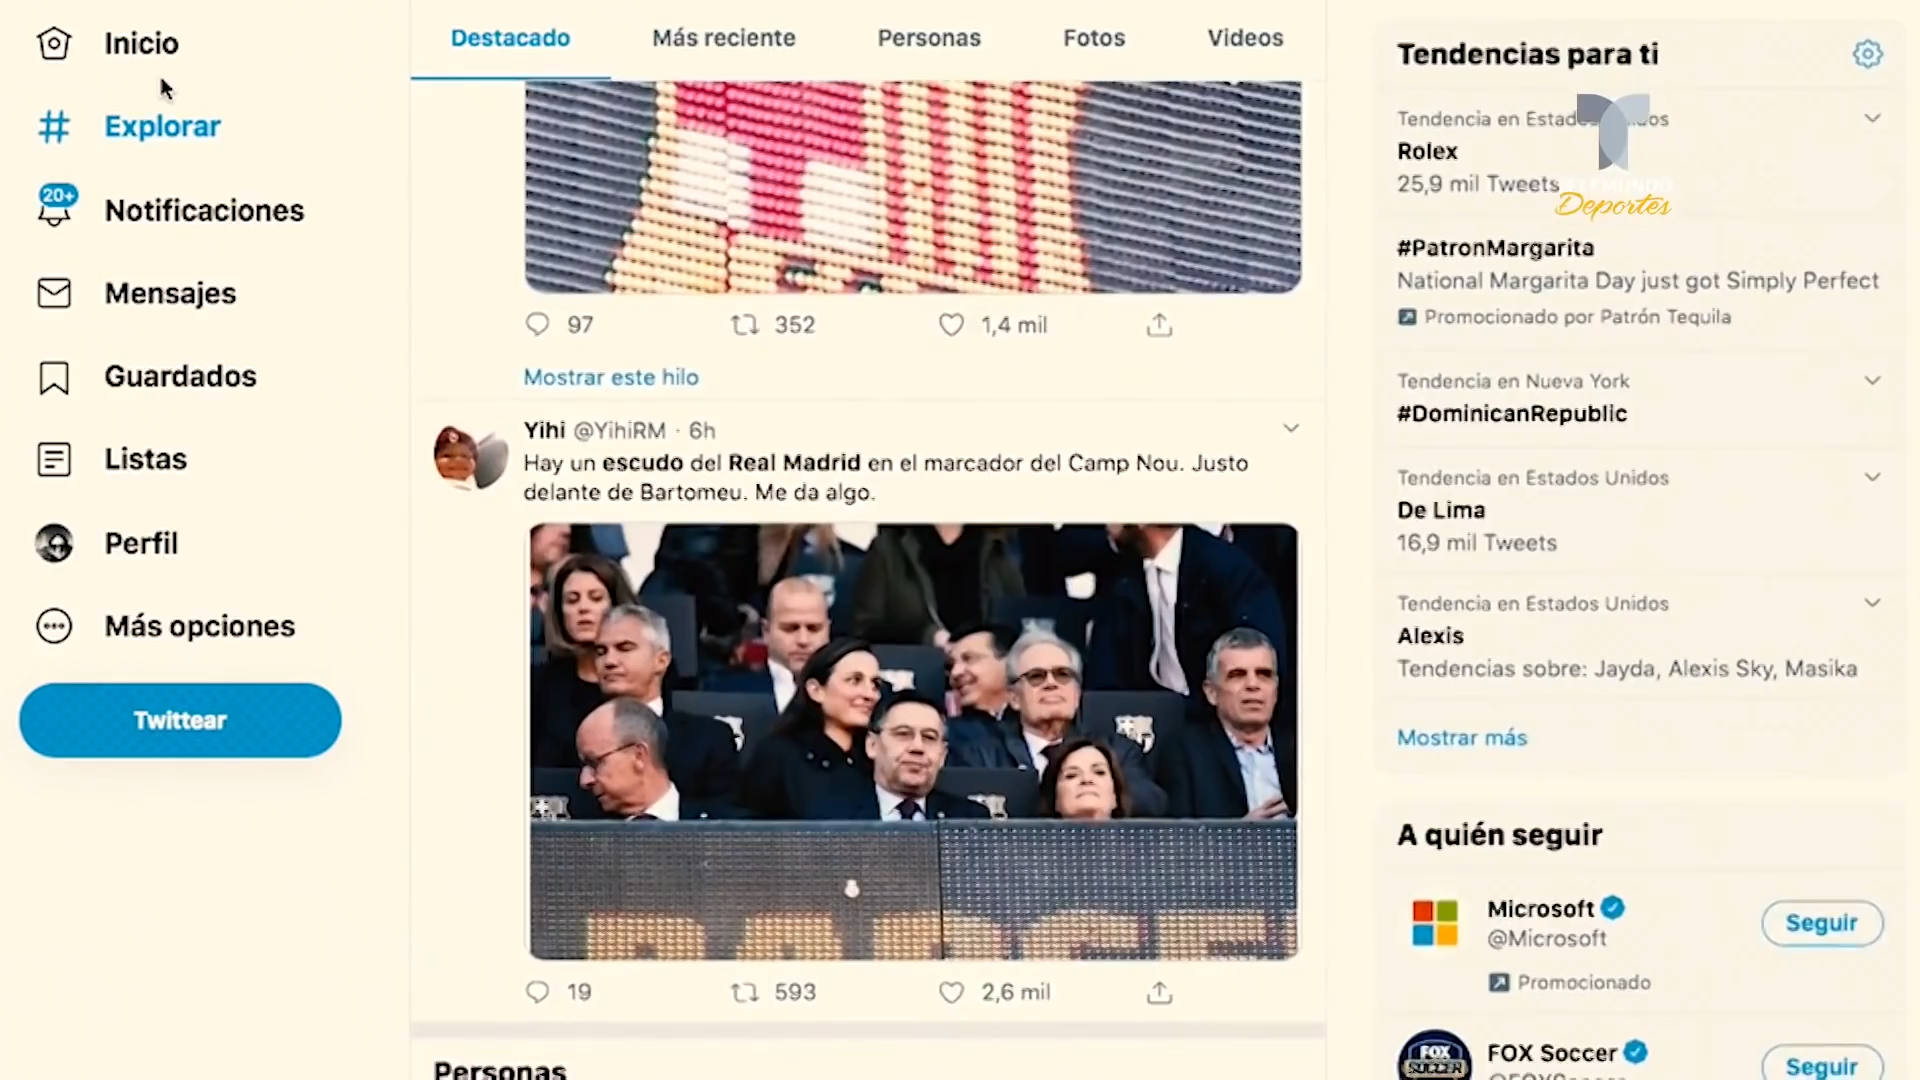 Inicio
Explorar
20+
Notificaciones
Mensajes
Guardados
Listas
Perfil
Más opciones
Twittear
Destacado
Más reciente
Personas
Fotos
Videos
97
352
1,4 mil
Mostrar este hilo
Yihi @YihiRM · 6h
Hay un escudo del Real Madrid en el marcador del Camp Nou. Justo
delante de Bartomeu. Me da algo.
19
593
2,6 mil
Personas
Tendencias para ti
Tendencia en
Rolex
25,9 mil Tweets
Deportes
#PatronMargarita
National Margarita Day just got Simply Perfect
Promocionado por Patrón Tequila
Tendencia en Nueva York
#DominicanRepublic
Tendencia en Estados Unidos
De Lima
16,9 mil Tweets
Tendencia en Estados Unidos
Alexis
Tendencias sobre: Jayda, Alexis Sky, Masika
Mostrar más
A quién seguir
Microsoft
@Microsoft
Seguir
Promocionado
FOX SOCCER
FOX Soccer
Seguir